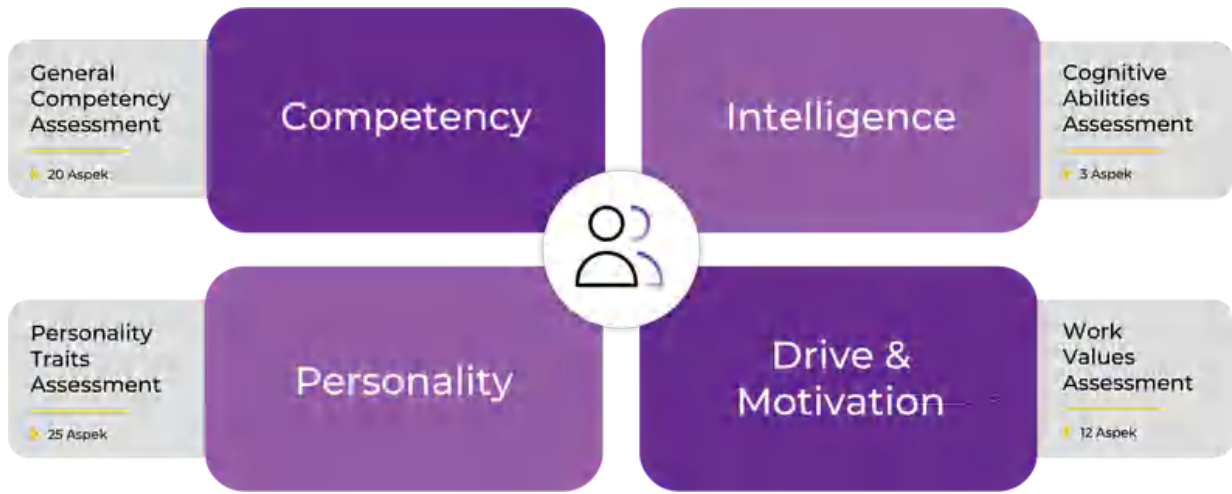 General
Competency
Assessment
20 Aspek
Competency
Intelligence
Cognitive
Abilities
Assessment
3 Aspek
Personality
Traits
Assessment
25 Aspek
Personality
Drive &
Motivation
Work
Values
Assessment
12 Aspek